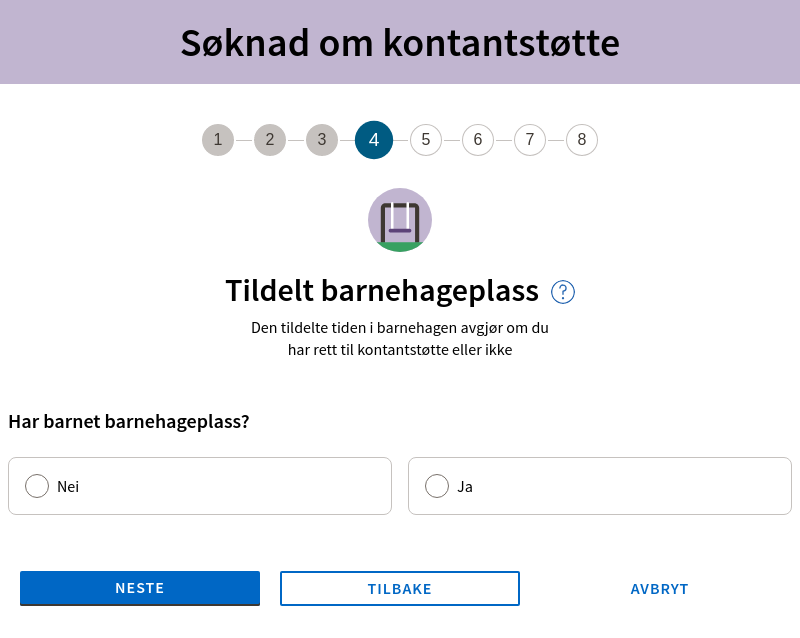 Søknad om kontantstøtte
1 2 3 4 5 6 7 8
Tildelt barnehageplass ?
Den tildelte tiden i barnehagen avgjør om du
har rett til kontantstøtte eller ikke
Har barnet barnehageplass?
Nei Ja
NESTE TILBAKE AVBRYT